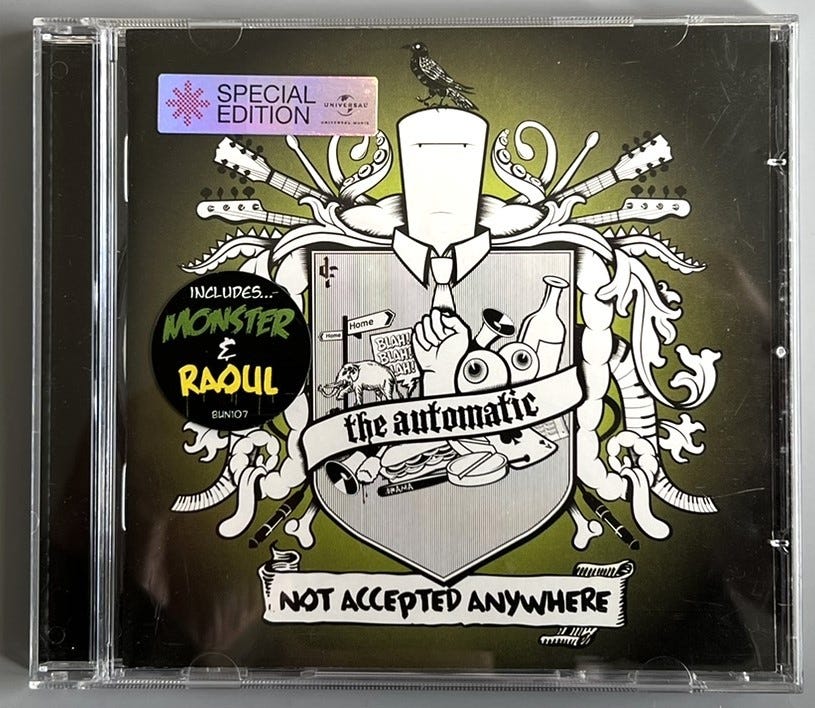 SPECIAL
EDITION
UNIVERSAL
UNIVERSAL MUSIC
INCLUDES...
MONSTER
&
RAOUL
BUN107
Home
Home
BLAH!
BLAH!
BLAH!
the automatic
DRAMA
NOT ACCEPTED ANYWHERE